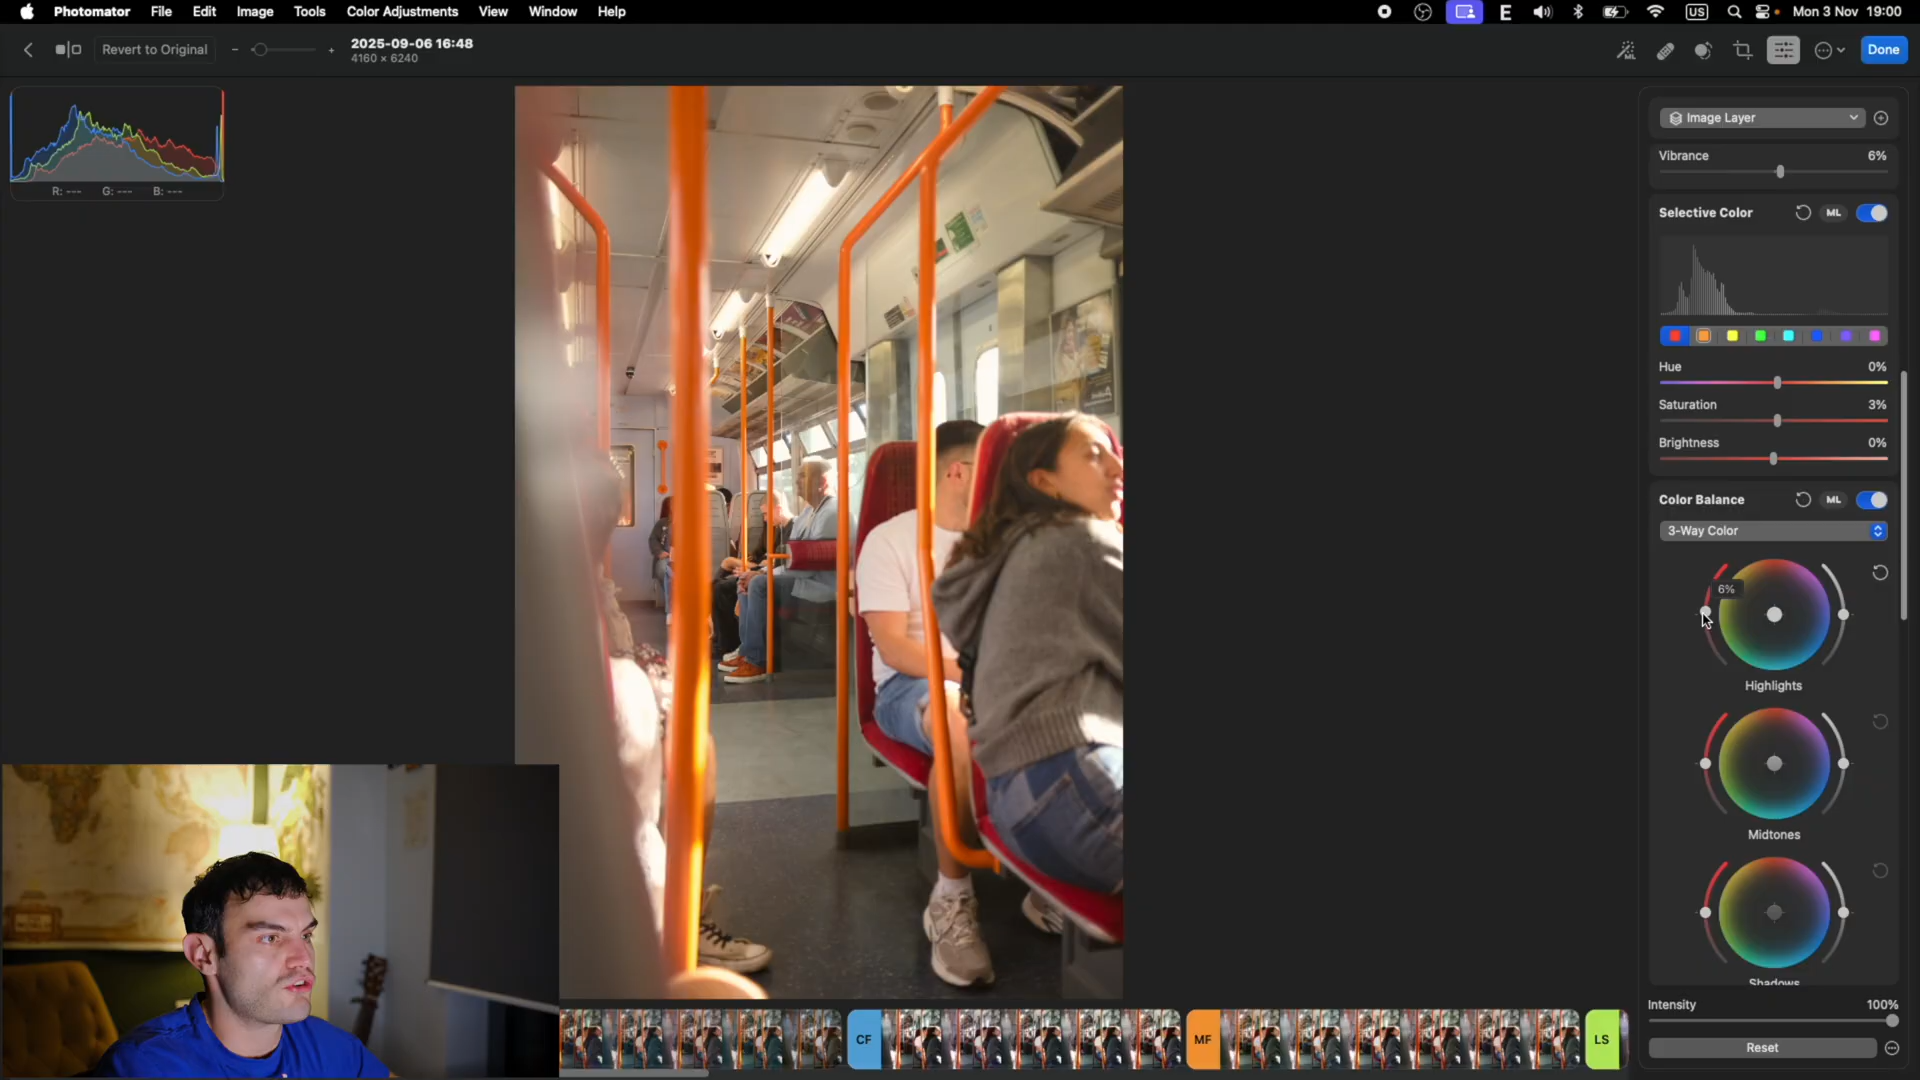 Photomator File Edit Image Tools Color Adjustments View Window Help
E US Mon 3 Nov 19:00
Revert to Original
2025-09-06 16:48
4160 × 6240
ML
Done
R: --- G: --- B: ---
Image Layer
Vibrance 6%
Selective Color ML
Hue 0%
Saturation 3%
Brightness 0%
Color Balance ML
3-Way Color
6%
Highlights
Midtones
Shadows
Intensity 100%
CF
MF
LS
Reset